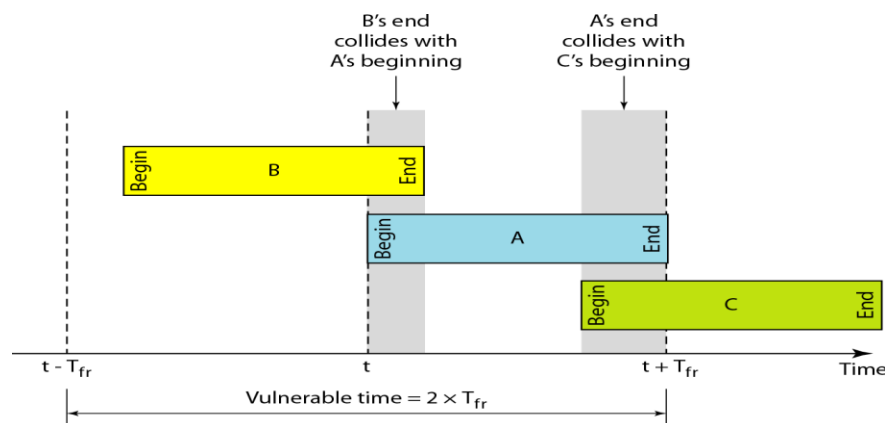 B's end
collides with
A's beginning
A's end
collides with
C's beginning
Begin
B
End
Begin
A
End
Begin
C
End
t - Tfr
t
t + Tfr
Time
Vulnerable time = 2 × Tfr